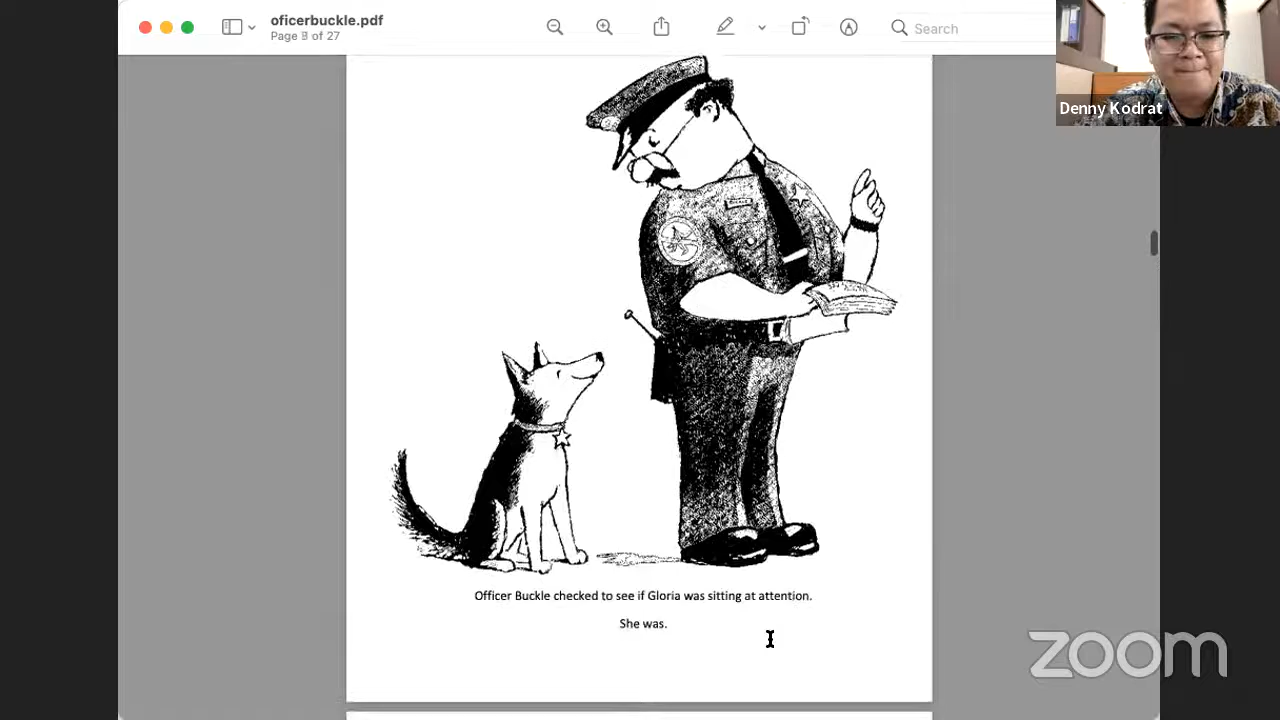 oficerbuckle.pdf
Page 8 of 27
Search
Denny Kodrat
Officer Buckle checked to see if Gloria was sitting at attention.
She was.
zoom